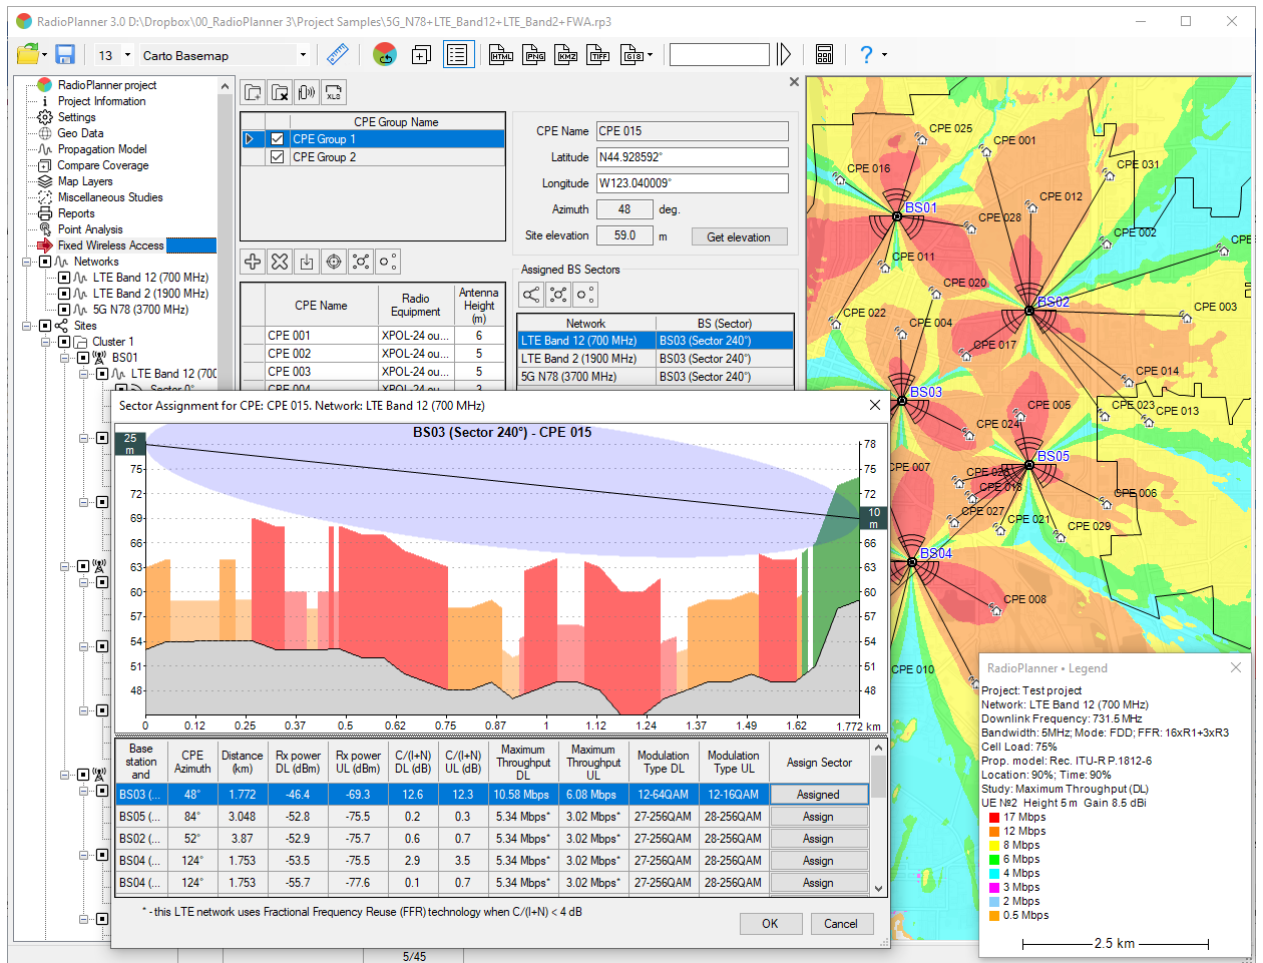 RadioPlanner 3.0 D:\Dropbox\00_RadioPlanner 3\Project Samples\5G_N78+LTE_Band12+LTE_Band2+FWA.rp3
13 Carto Basemap HTML PNG KMZ TIFF ?
RadioPlanner project
Project Information
Settings
Geo Data
Propagation Model
Compare Coverage
Map Layers
Miscellaneous Studies
Reports
Point Analysis
Fixed Wireless Access
Networks
LTE Band 12 (700 MHz)
LTE Band 2 (1900 MHz)
5G N78 (3700 MHz)
Sites
Cluster 1
BS01
LTE Band 12 (70
XLS
CPE Group Name
CPE Group 1
CPE Group 2
CPE Name Radio Equipment Antenna Height (m)
CPE 001 XPOL-24 ou... 6
CPE 002 XPOL-24 ou... 5
CPE 003 XPOL-24 ou... 5
CPE Name CPE 015
Latitude N44.928592°
Longitude W123.040009°
Azimuth 48 deg.
Site elevation 59.0 m Get elevation
Assigned BS Sectors
Network BS (Sector)
LTE Band 12 (700 MHz) BS03 (Sector 240°)
LTE Band 2 (1900 MHz) BS03 (Sector 240°)
5G N78 (3700 MHz) BS03 (Sector 240°)
CPE 025
CPE 001
CPE 016
CPE 031
CPE 012
BS01
CPE 028
CPE 002
CPE
CPE 011
CPE 020
BS02
CPE 003
CPE 022
CPE 004
CPE 017
CPE 014
BS03
CPE 005
CPE 023
CPE 013
CPE 024
BS05
CPE 007
CPE 018
CPE 006
CPE 027
CPE 021
CPE 029
BS04
CPE 008
CPE 010
Sector Assignment for CPE: CPE 015. Network: LTE Band 12 (700 MHz)
BS03 (Sector 240°) - CPE 015
25 m
75
72
69
66
63
60
57
54
51
48
78
75
72
10 m
66
63
60
57
54
51
48
0 0.12 0.25 0.37 0.5 0.62 0.75 0.87 1 1.12 1.24 1.37 1.49 1.62 1.772 km
Base station and CPE Azimuth Distance (km) Rx power DL (dBm) Rx power UL (dBm) C/(I+N) DL (dB) C/(I+N) UL (dB) Maximum Throughput DL Maximum Throughput UL Modulation Type DL Modulation Type UL Assign Sector
BS03 (... 48° 1.772 -46.4 -69.3 12.6 12.3 10.58 Mbps 6.08 Mbps 12-64QAM 12-16QAM Assigned
BS05 (... 84° 3.048 -52.8 -75.5 0.2 0.3 5.34 Mbps* 3.02 Mbps* 27-256QAM 28-256QAM Assign
BS02 (... 52° 3.87 -52.9 -75.7 0.6 0.7 5.34 Mbps* 3.02 Mbps* 27-256QAM 28-256QAM Assign
BS04 (... 124° 1.753 -53.5 -75.5 2.9 3.5 5.34 Mbps* 3.02 Mbps* 27-256QAM 28-256QAM Assign
BS04 (... 124° 1.753 -55.7 -77.6 0.1 0.7 5.34 Mbps* 3.02 Mbps* 27-256QAM 28-256QAM Assign
* - this LTE network uses Fractional Frequency Reuse (FFR) technology when C/(I+N) < 4 dB
OK Cancel
RadioPlanner • Legend
Project: Test project
Network: LTE Band 12 (700 MHz)
Downlink Frequency: 731.5 MHz
Bandwidth: 5MHz; Mode: FDD; FFR: 16xR1+3xR3
Cell Load: 75%
Prop. model: Rec. ITU-R P.1812-6
Location: 90%; Time: 90%
Study: Maximum Throughput (DL)
UE №2 Height 5 m Gain 8.5 dBi
17 Mbps
12 Mbps
8 Mbps
6 Mbps
4 Mbps
3 Mbps
2 Mbps
0.5 Mbps
2.5 km
5/45